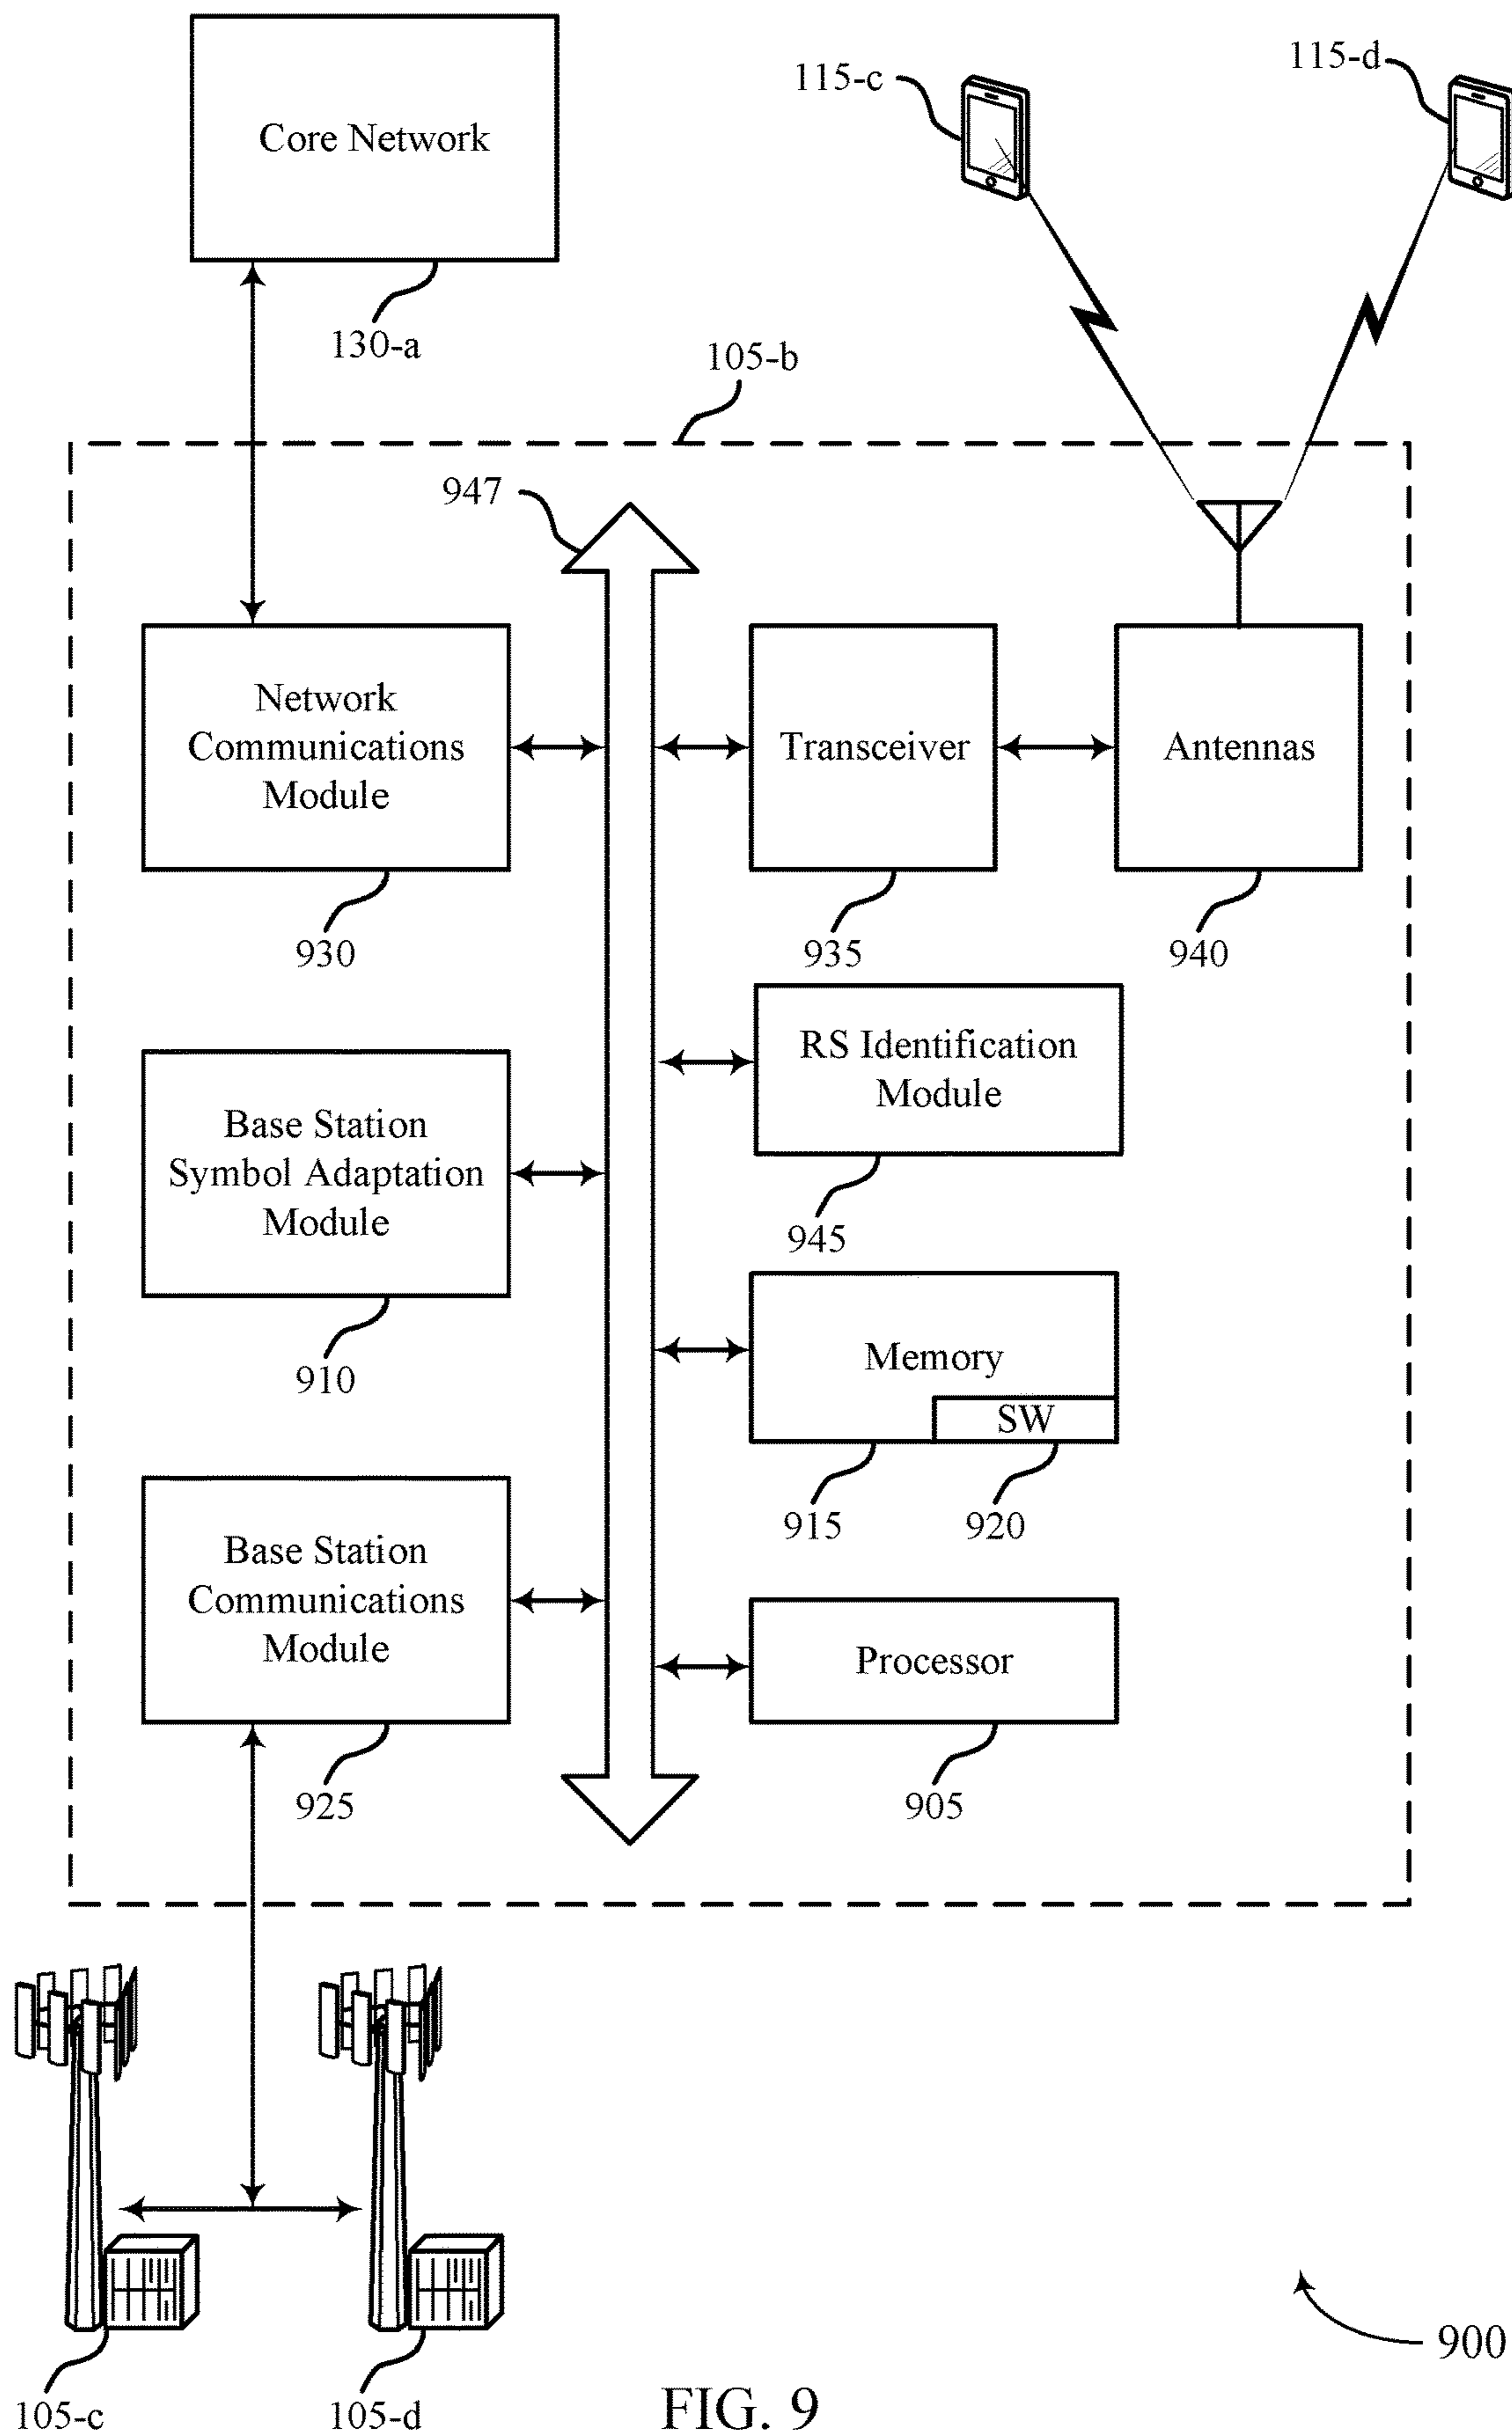 115-c
115-d
Core Network
130-a
105-b
947
Network
Communications
Module
Transceiver
Antennas
930
935
940
RS Identification
Module
Base Station
Symbol Adaptation
Module
945
910
Memory
SW
915
920
Base Station
Communications
Module
Processor
925
905
900
105-c
105-d
FIG. 9